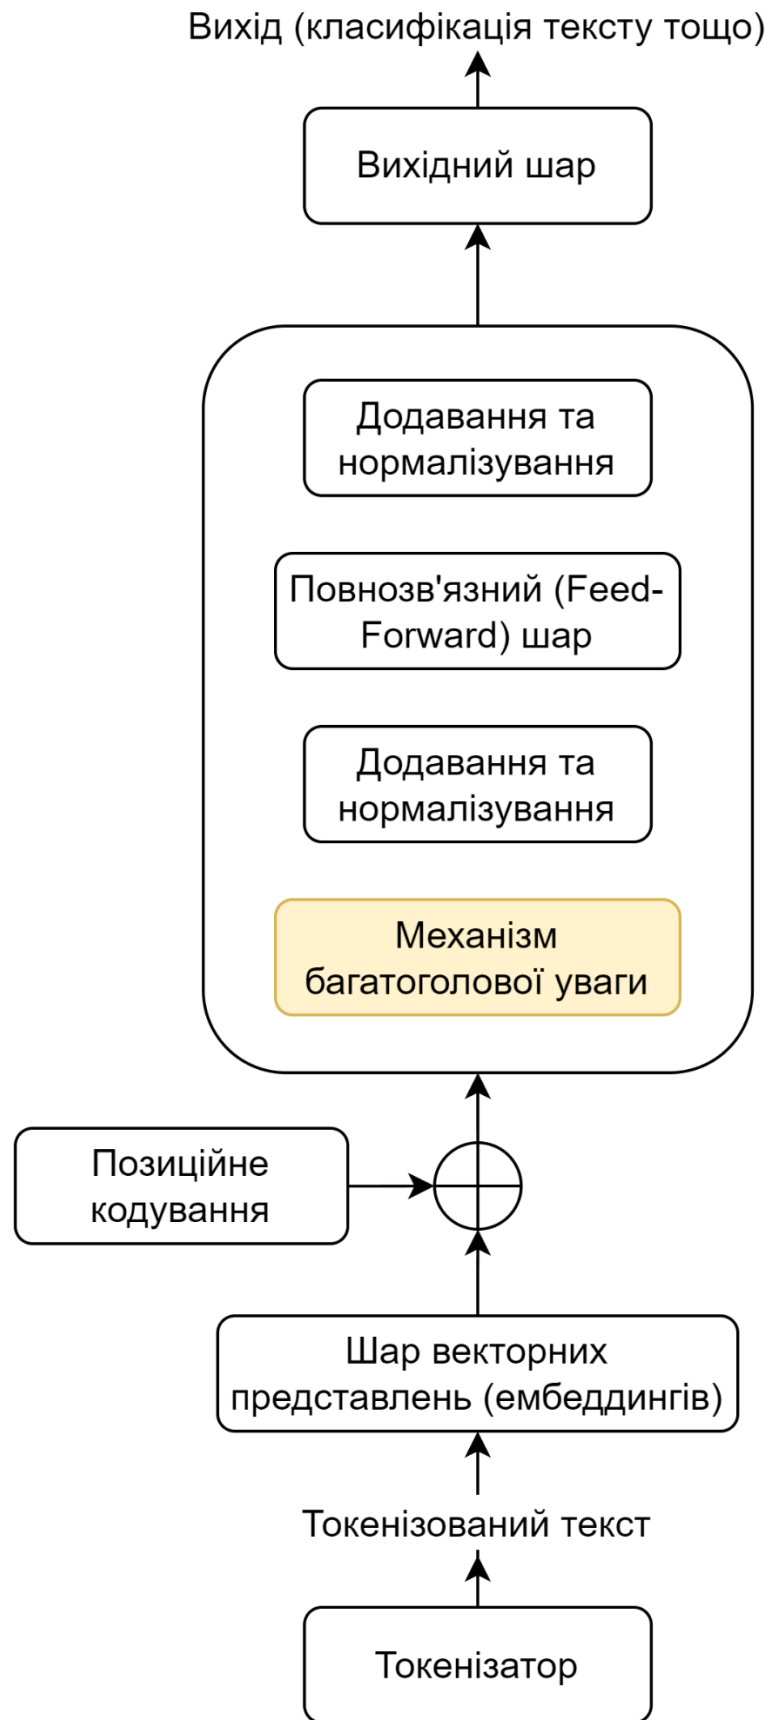 Вихід (класифікація тексту тощо)
Вихідний шар
Додавання та
нормалізування
Повнозв'язний (Feed-
Forward) шар
Додавання та
нормалізування
Механізм
багатоголової уваги
Позиційне
кодування
Шар векторних
представлень (ембеддингів)
Токенізований текст
Токенізатор